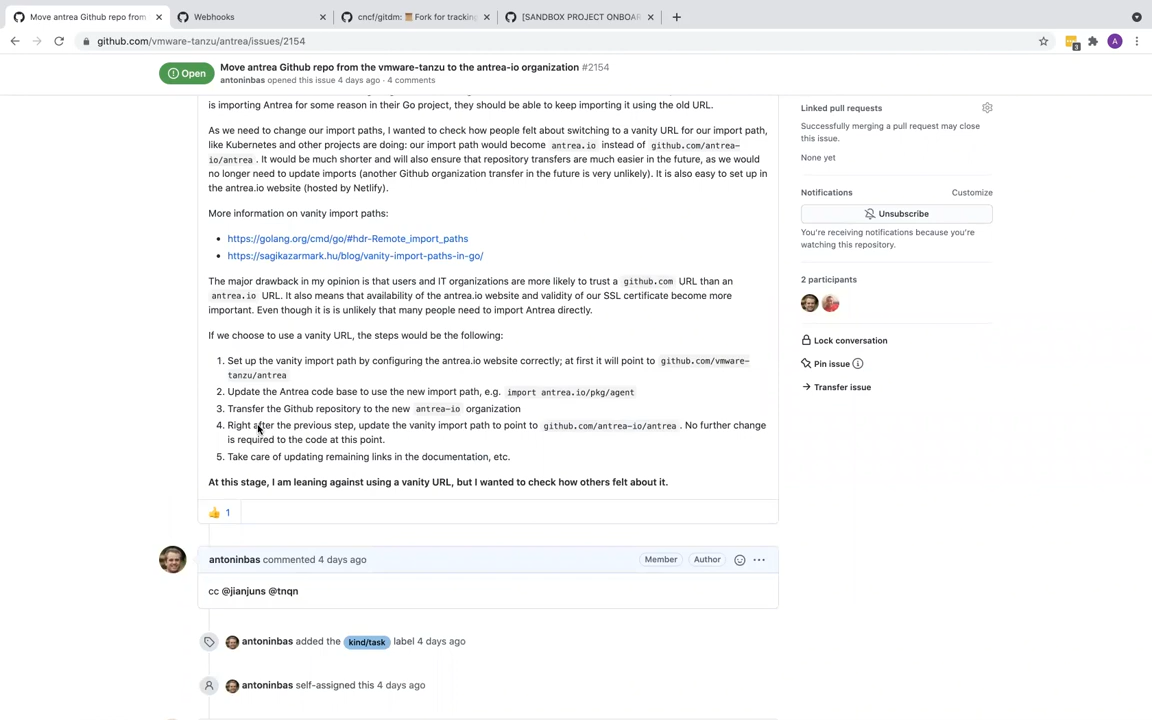 Move antrea Github repo from
Webhooks
cncf/gitdm: Fork for tracking
[SANDBOX PROJECT ONBOAR
github.com/vmware-tanzu/antrea/issues/2154
3
A
Open
Move antrea Github repo from the vmware-tanzu to the antrea-io organization #2154
antoninbas opened this issue 4 days ago · 4 comments
is importing Antrea for some reason in their Go project, they should be able to keep importing it using the old URL.
As we need to change our import paths, I wanted to check how people felt about switching to a vanity URL for our import path,
like Kubernetes and other projects are doing: our import path would become antrea.io instead of github.com/antrea-
io/antrea . It would be much shorter and will also ensure that repository transfers are much easier in the future, as we would
no longer need to update imports (another Github organization transfer in the future is very unlikely). It is also easy to set up in
the antrea.io website (hosted by Netlify).
More information on vanity import paths:
• https://golang.org/cmd/go/#hdr-Remote_import_paths
• https://sagikazarmark.hu/blog/vanity-import-paths-in-go/
The major drawback in my opinion is that users and IT organizations are more likely to trust a github.com URL than an
antrea.io URL. It also means that availability of the antrea.io website and validity of our SSL certificate become more
important. Even though it is is unlikely that many people need to import Antrea directly.
If we choose to use a vanity URL, the steps would be the following:
1. Set up the vanity import path by configuring the antrea.io website correctly; at first it will point to github.com/vmware-
tanzu/antrea
2. Update the Antrea code base to use the new import path, e.g. import antrea.io/pkg/agent
3. Transfer the Github repository to the new antrea-io organization
4. Right after the previous step, update the vanity import path to point to github.com/antrea-io/antrea . No further change
is required to the code at this point.
5. Take care of updating remaining links in the documentation, etc.
At this stage, I am leaning against using a vanity URL, but I wanted to check how others felt about it.
👍 1
antoninbas commented 4 days ago
Member
Author
cc @jianjuns @tnqn
antoninbas added the kind/task label 4 days ago
antoninbas self-assigned this 4 days ago
Linked pull requests
Successfully merging a pull request may close
this issue.
None yet
Notifications
Customize
Unsubscribe
You're receiving notifications because you're
watching this repository.
2 participants
Lock conversation
Pin issue
Transfer issue